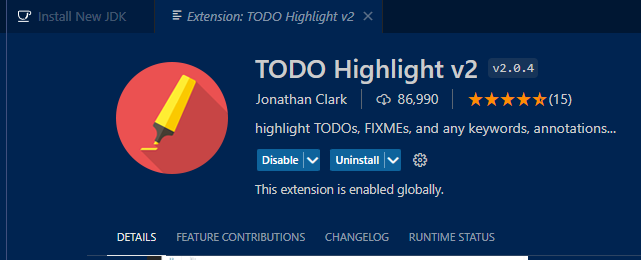 Install New JDK Extension: TODO Highlight v2
TODO Highlight v2 v2.0.4
Jonathan Clark 86,990 (15)
highlight TODOs, FIXMEs, and any keywords, annotations...
Disable Uninstall
This extension is enabled globally.
DETAILS FEATURE CONTRIBUTIONS CHANGELOG RUNTIME STATUS